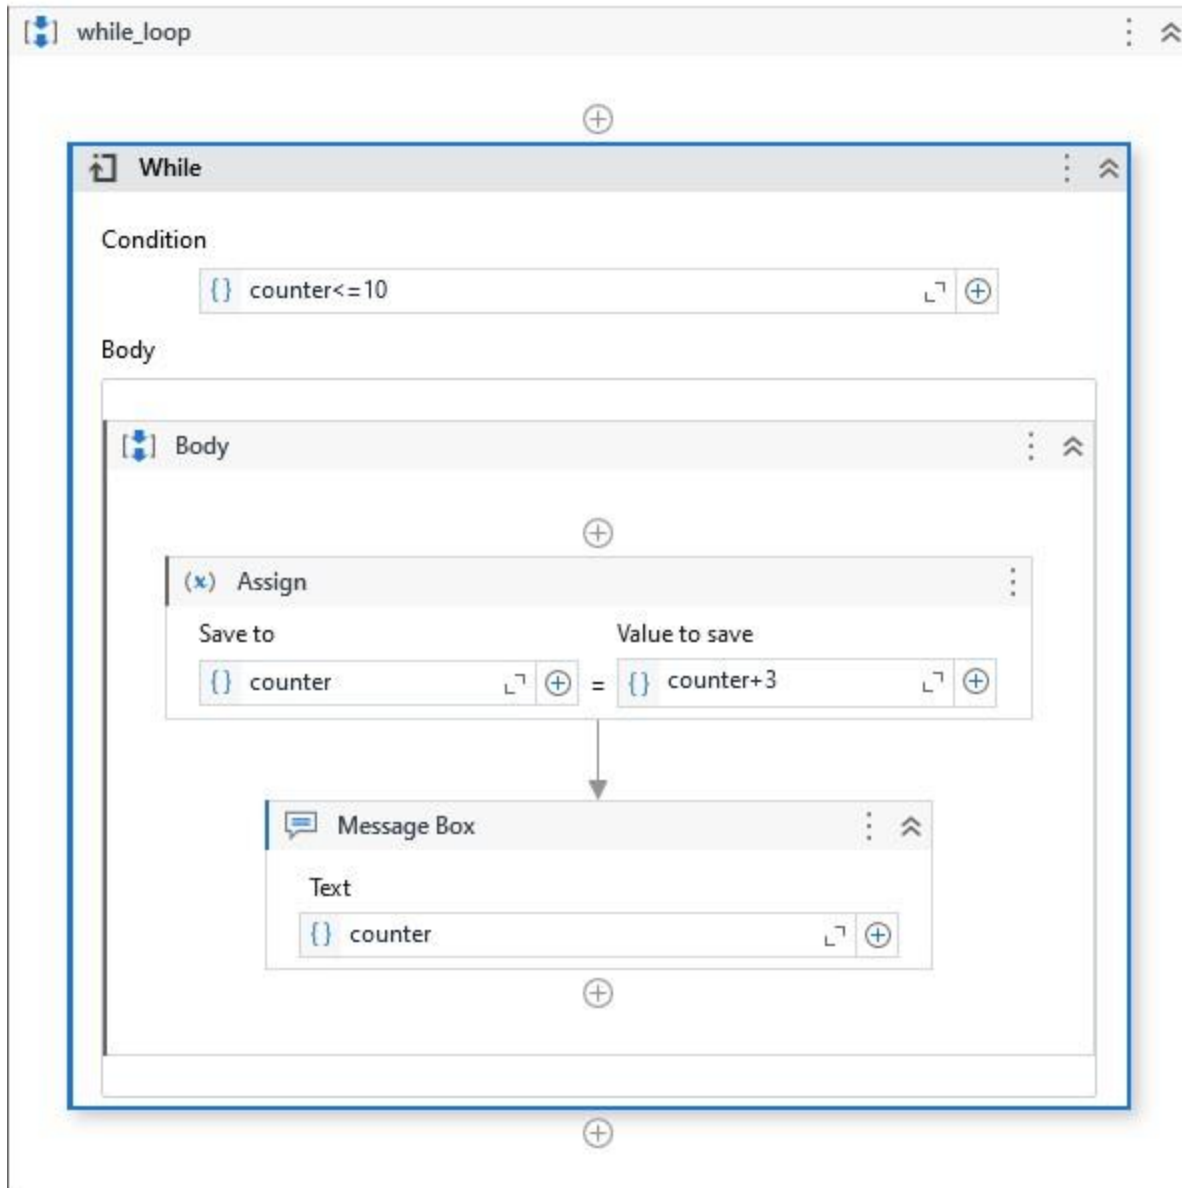 while_loop
While
Condition
{} counter<=10
Body
Body
(x) Assign
Save to Value to save
{} counter = {} counter+3
Message Box
Text
{} counter